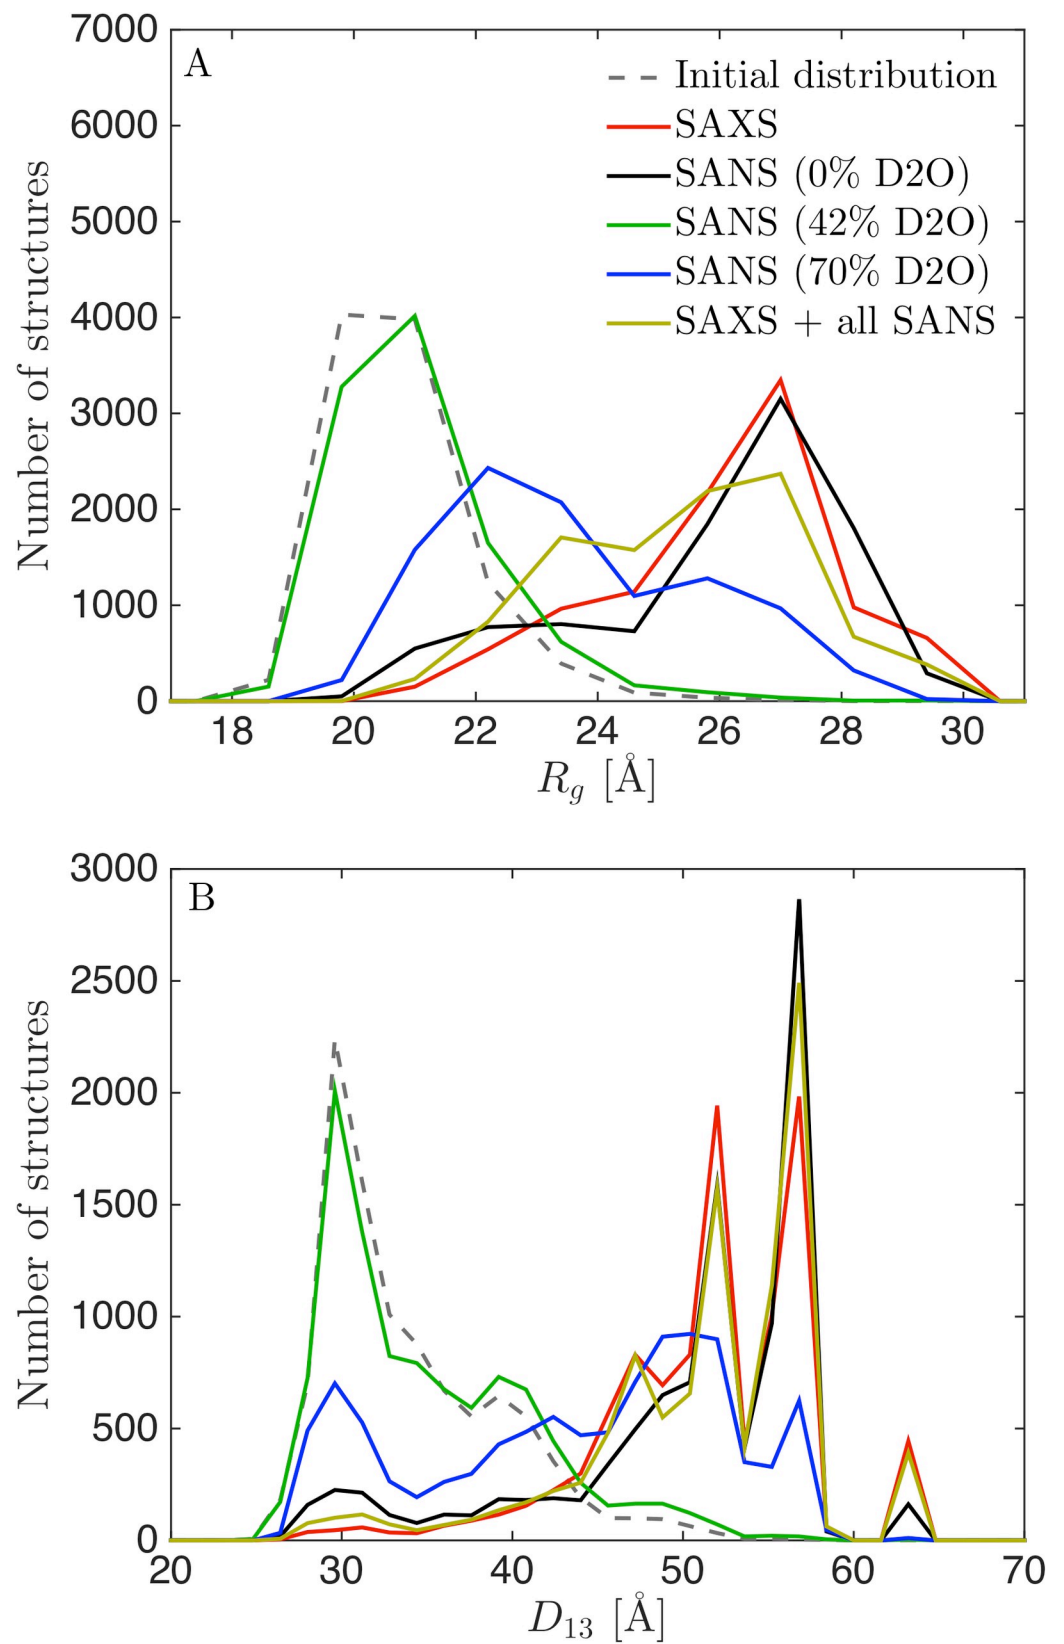 7000
A
Initial distribution
6000
SAXS
SANS (0% D2O)
5000
SANS (42% D2O)
SANS (70% D2O)
4000
SAXS + all SANS
3000
2000
1000
0
Number of structures
18 20 22 24 26 28 30
Rg [Å]
3000
B
2500
2000
1500
1000
500
0
Number of structures
20 30 40 50 60 70
D13 [Å]